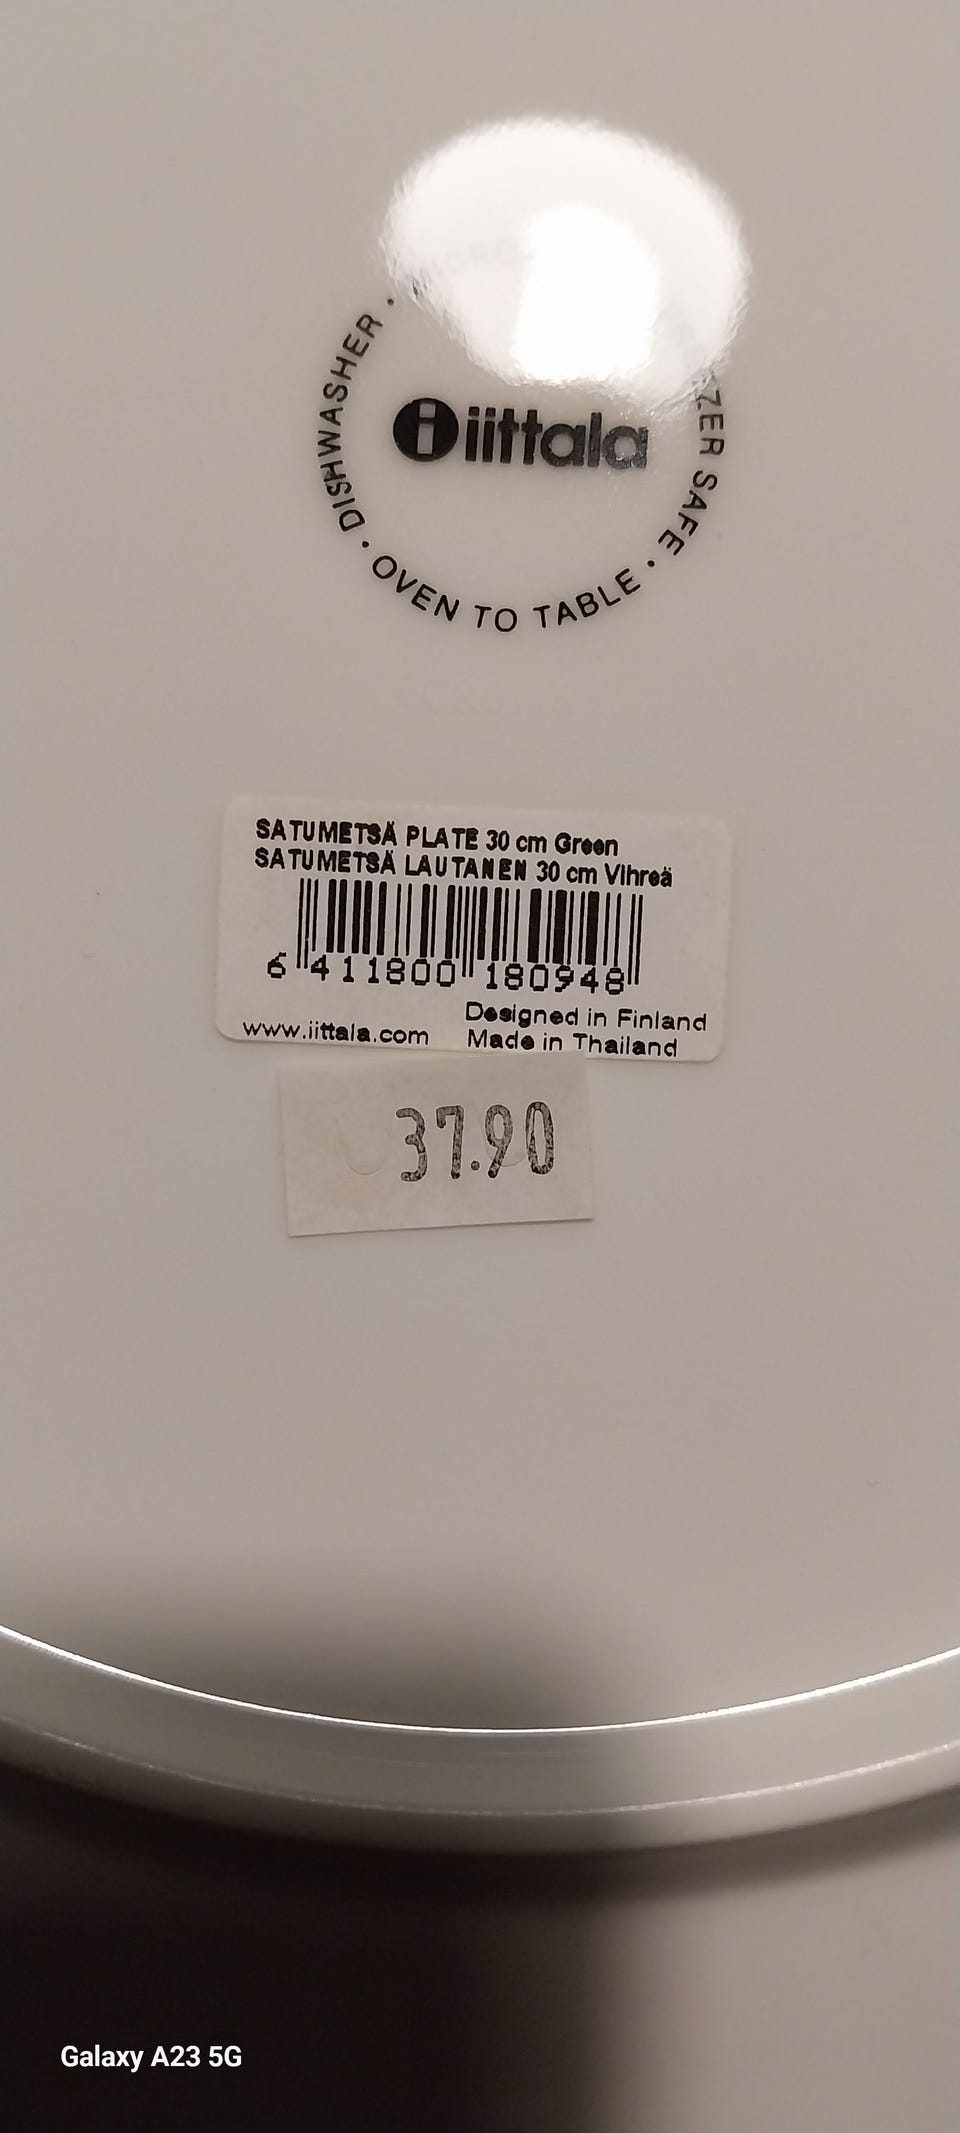 DISHWASHER ·
SAFE ·
OVEN TO TABLE ·
iittala
SATUMETSÄ PLATE 30 cm Green
SATUMETSÄ LAUTANEN 30 cm Vihreä
6 411800 180948
Designed in Finland
www.iittala.com Made in Thailand
37.90
Galaxy A23 5G